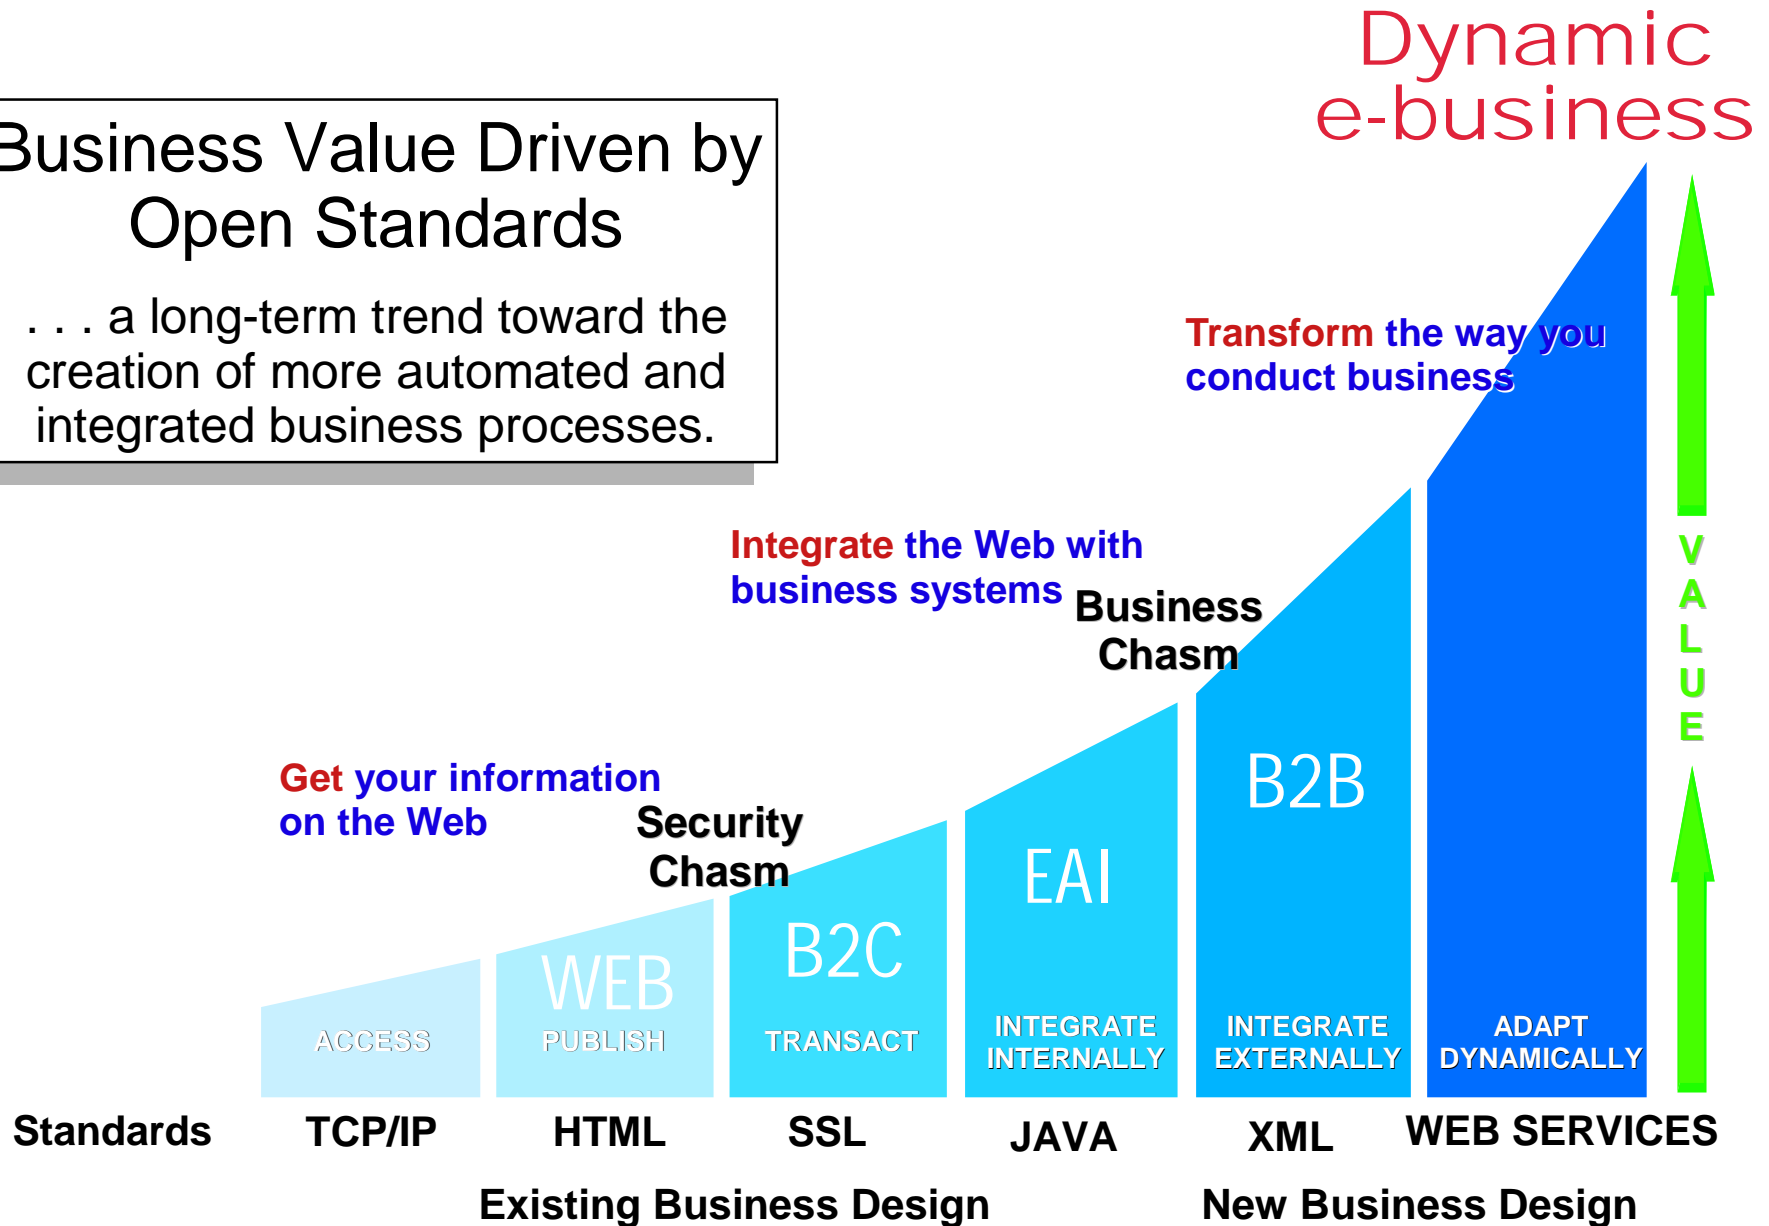 Dynamic
e-business
Business Value Driven by
Open Standards
. . . a long-term trend toward the
creation of more automated and
integrated business processes.
Transform the way you
conduct business
Integrate the Web with
business systems
Business
Chasm
Get your information
on the Web
Security
Chasm
VALUE
WEB
B2C
EAI
B2B
ACCESS
PUBLISH
TRANSACT
INTEGRATE
INTERNALLY
INTEGRATE
EXTERNALLY
ADAPT
DYNAMICALLY
Standards TCP/IP HTML SSL JAVA XML WEB SERVICES
Existing Business Design New Business Design